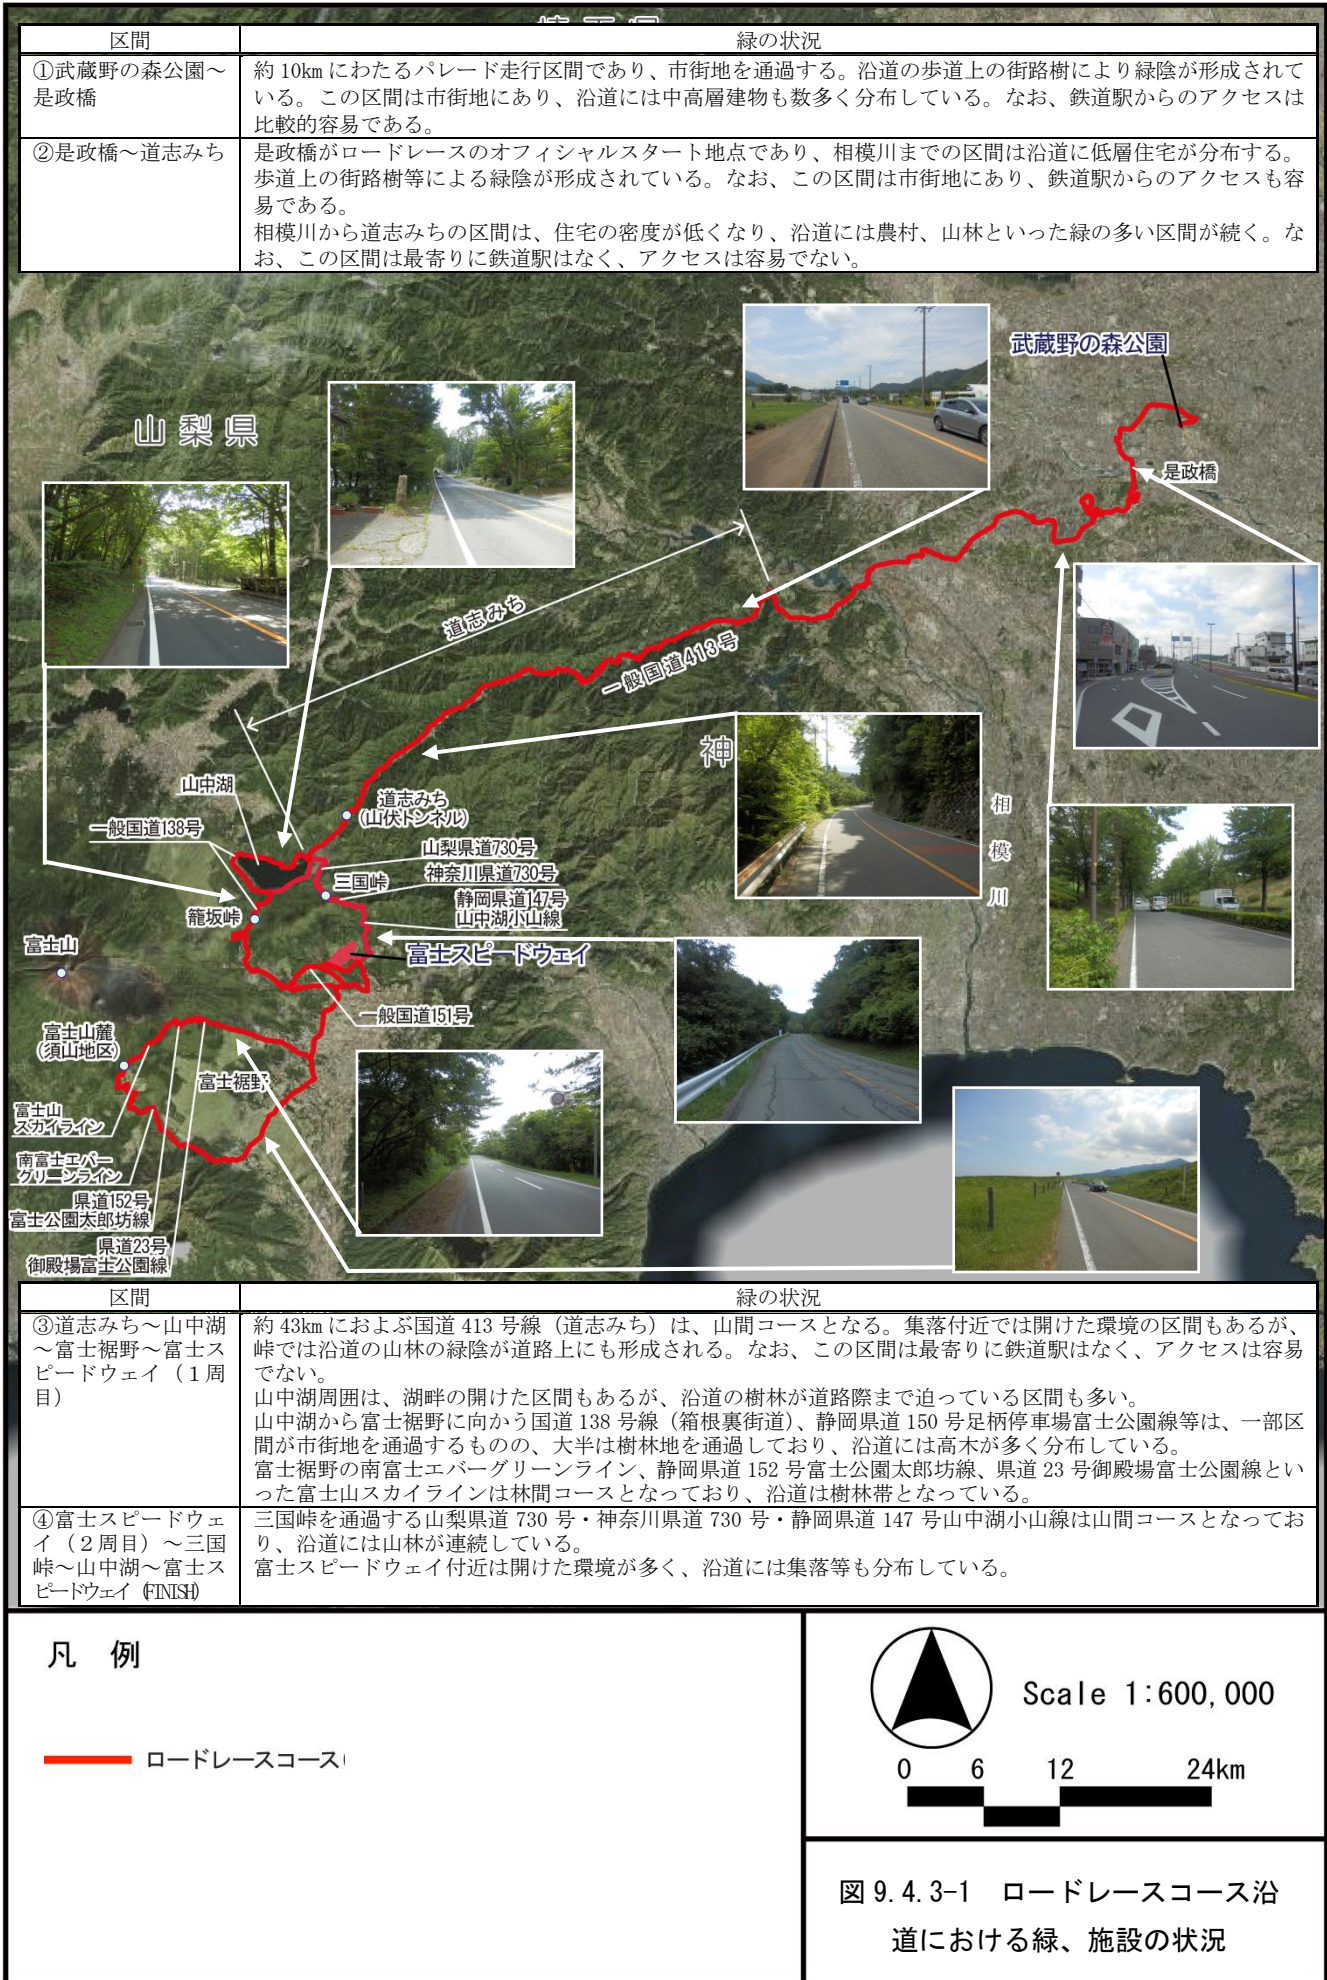 区間 緑の状況
①武蔵野の森公園～是政橋
約10kmにわたるパレード走行区間であり、市街地を通過する。沿道の歩道上の街路樹により緑陰が形成されて
いる。この区間は市街地にあり、沿道には中高層建物も数多く分布している。なお、鉄道駅からのアクセスは
比較的容易である。
②是政橋～道志みち
是政橋がロードレースのオフィシャルスタート地点であり、相模川までの区間は沿道に低層住宅が分布する。
歩道上の街路樹等による緑陰が形成されている。なお、この区間は市街地にあり、鉄道駅からのアクセスも容
易である。
相模川から道志みちの区間は、住宅の密度が低くなり、沿道には農村、山林といった緑の多い区間が続く。な
お、この区間は最寄りに鉄道駅はなく、アクセスは容易でない。
武蔵野の森公園
山梨県
是政橋
道志みち
一般国道413号
神
相模川
山中湖
道志みち
(山伏トンネル)
一般国道138号
山梨県道730号
神奈川県道730号
三国峠
静岡県道147号
山中湖小山線
籠坂峠
富士山
富士スピードウェイ
一般国道151号
富士山麓
(須山地区)
富士裾野
富士山
スカイライン
南富士エバー
グリーンライン
県道152号
富士公園太郎坊線
県道23号
御殿場富士公園線
区間 緑の状況
③道志みち～山中湖
～富士裾野～富士ス
ピードウェイ（1周
目）
約43kmにおよぶ国道413号線（道志みち）は、山間コースとなる。集落付近では開けた環境の区間もあるが、
峠では沿道の山林の緑陰が道路上にも形成される。なお、この区間は最寄りに鉄道駅はなく、アクセスは容易
でない。
山中湖周囲は、湖畔の開けた区間もあるが、沿道の樹林が道路際まで迫っている区間も多い。
山中湖から富士裾野に向かう国道138号線（箱根裏街道）、静岡県道150号足柄停車場富士公園線等は、一部区
間が市街地を通過するものの、大半は樹林地を通過しており、沿道には高木が多く分布している。
富士裾野の南富士エバーグリーンライン、静岡県道152号富士公園太郎坊線、県道23号御殿場富士公園線とい
った富士山スカイラインは林間コースとなっており、沿道は樹林帯となっている。
④富士スピードウェ
イ（2周目）～三国
峠～山中湖～富士ス
ピードウェイ(FINISH)
三国峠を通過する山梨県道730号・神奈川県道730号・静岡県道147号山中湖小山線は山間コースとなってお
り、沿道には山林が連続している。
富士スピードウェイ付近は開けた環境が多く、沿道には集落等も分布している。
凡 例
ロードレースコース
Scale 1:600,000
0 6 12 24km
図9.4.3-1 ロードレースコース沿
道における緑、施設の状況